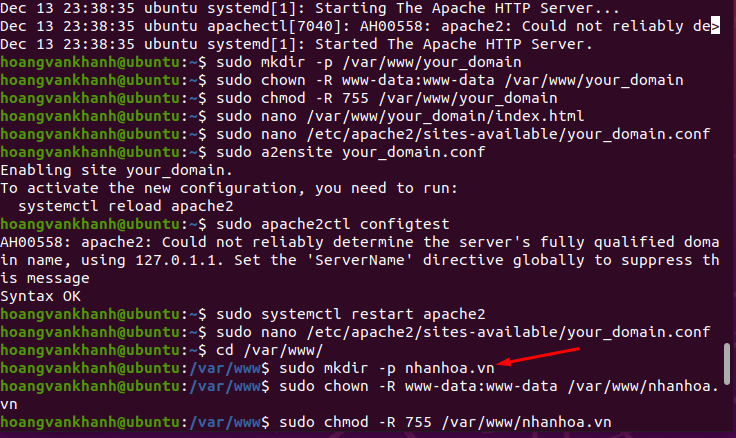 Dec 13 23:38:35 ubuntu systemd[1]: Starting The Apache HTTP Server...
Dec 13 23:38:35 ubuntu apachectl[7040]: AH00558: apache2: Could not reliably de>
Dec 13 23:38:35 ubuntu systemd[1]: Started The Apache HTTP Server.
hoangvankhanh@ubuntu:~$ sudo mkdir -p /var/www/your_domain
hoangvankhanh@ubuntu:~$ sudo chown -R www-data:www-data /var/www/your_domain
hoangvankhanh@ubuntu:~$ sudo chmod -R 755 /var/www/your_domain
hoangvankhanh@ubuntu:~$ sudo nano /var/www/your_domain/index.html
hoangvankhanh@ubuntu:~$ sudo nano /etc/apache2/sites-available/your_domain.conf
hoangvankhanh@ubuntu:~$ sudo a2ensite your_domain.conf
Enabling site your_domain.
To activate the new configuration, you need to run:
  systemctl reload apache2
hoangvankhanh@ubuntu:~$ sudo apache2ctl configtest
AH00558: apache2: Could not reliably determine the server's fully qualified doma
in name, using 127.0.1.1. Set the 'ServerName' directive globally to suppress th
is message
Syntax OK
hoangvankhanh@ubuntu:~$ sudo systemctl restart apache2
hoangvankhanh@ubuntu:~$ sudo nano /etc/apache2/sites-available/your_domain.conf
hoangvankhanh@ubuntu:~$ cd /var/www/
hoangvankhanh@ubuntu:/var/www$ sudo mkdir -p nhanhoa.vn
hoangvankhanh@ubuntu:/var/www$ sudo chown -R www-data:www-data /var/www/nhanhoa.
vn
hoangvankhanh@ubuntu:/var/www$ sudo chmod -R 755 /var/www/nhanhoa.vn